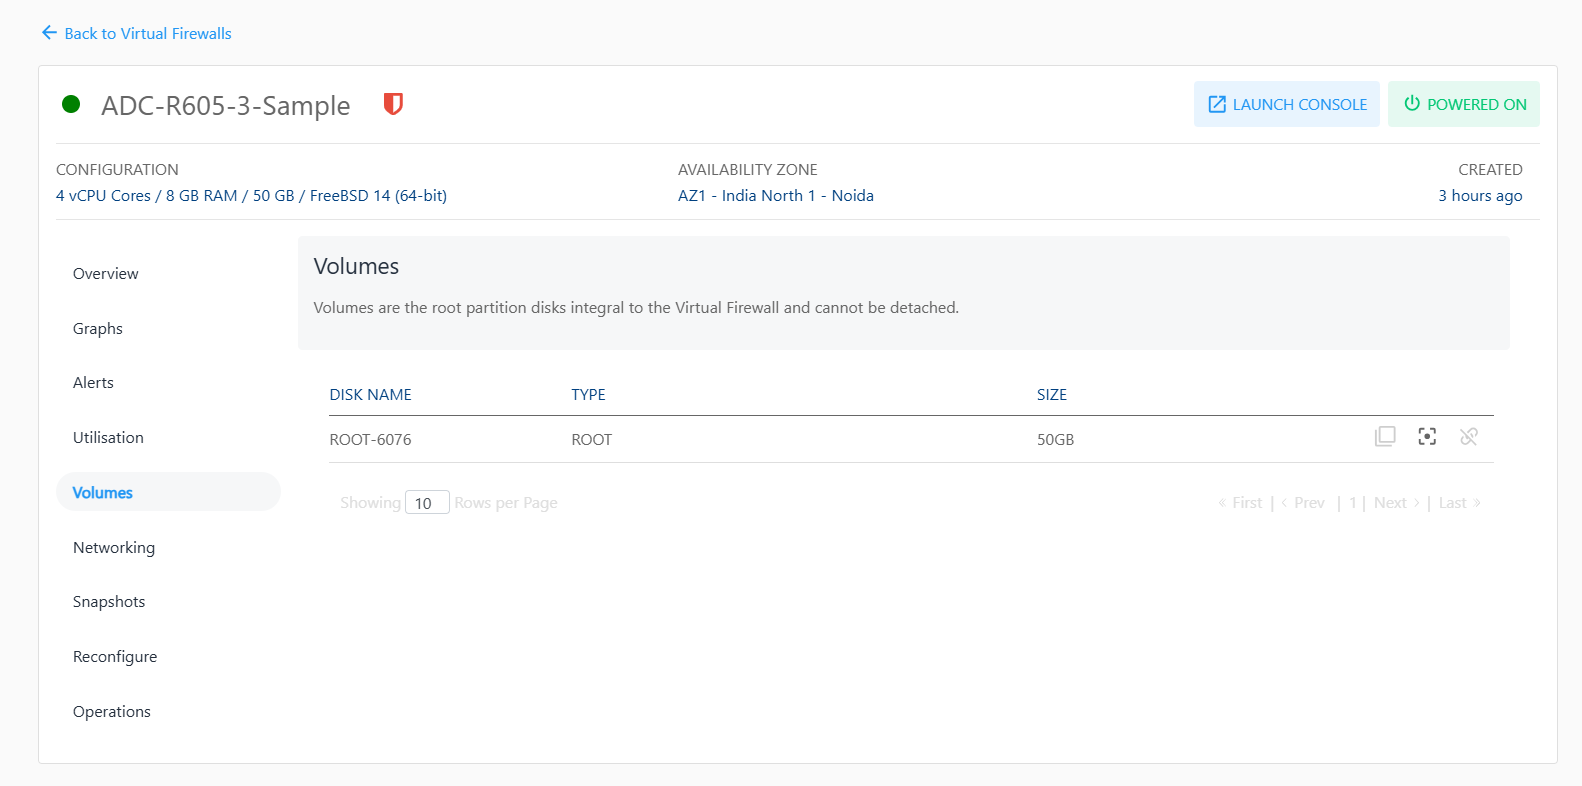 Back to Virtual Firewalls
ADC-R605-3-Sample
LAUNCH CONSOLE
POWERED ON
CONFIGURATION
4 vCPU Cores / 8 GB RAM / 50 GB / FreeBSD 14 (64-bit)
AVAILABILITY ZONE
AZ1 - India North 1 - Noida
CREATED
3 hours ago
Overview
Graphs
Alerts
Utilisation
Volumes
Networking
Snapshots
Reconfigure
Operations
Volumes
Volumes are the root partition disks integral to the Virtual Firewall and cannot be detached.
DISK NAME TYPE SIZE
ROOT-6076 ROOT 50GB
Showing 10 Rows per Page
« First | ‹ Prev | 1 | Next › | Last »